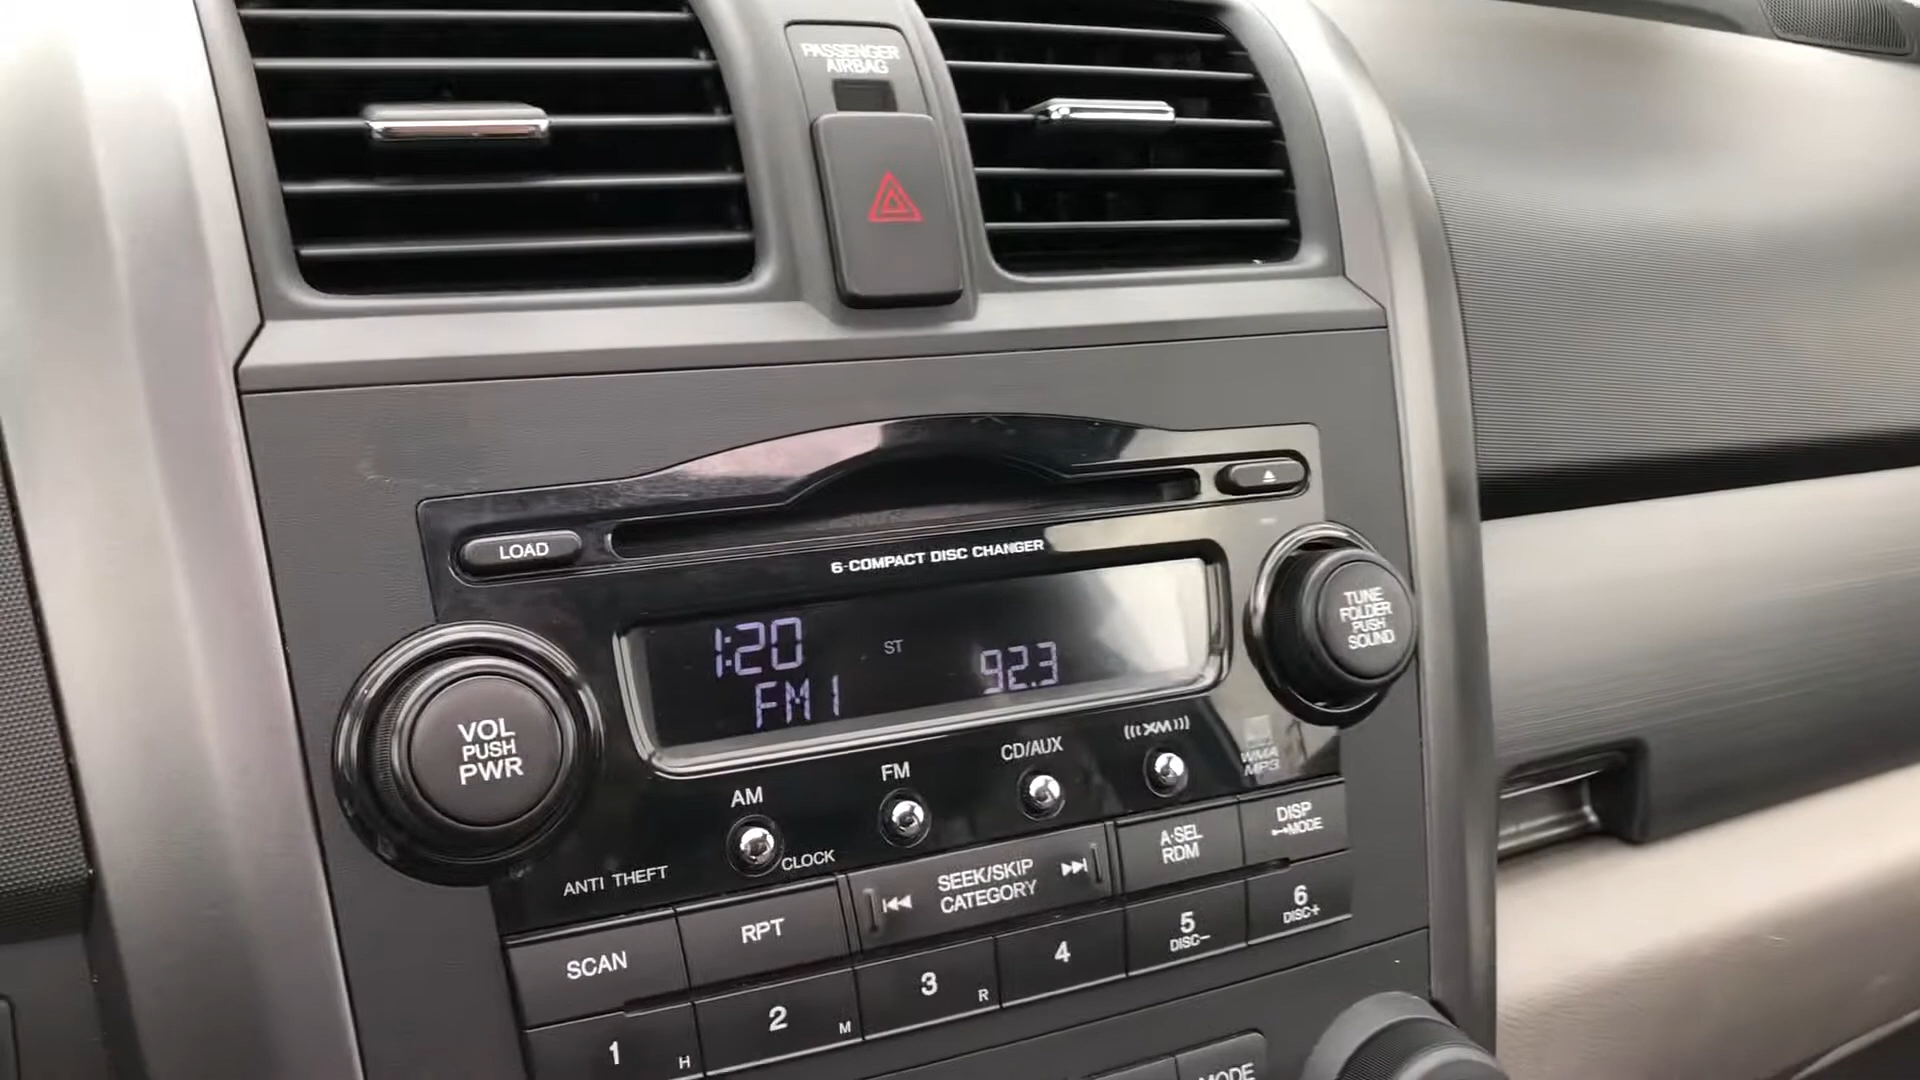 PASSENGER
AIRBAG
LOAD
6-COMPACT DISC CHANGER
TUNE
FOLDER
PUSH
SOUND
1:20
ST
92.3
FM1
VOL
PUSH
PWR
AM
FM
CD/AUX
((XM))
WMA
MP3
CLOCK
ANTI THEFT
SCAN
RPT
SEEK/SKIP
CATEGORY
A·SEL
RDM
DISP
MODE
1
H
2
M
3
R
4
5
DISC−
6
DISC+
MODE